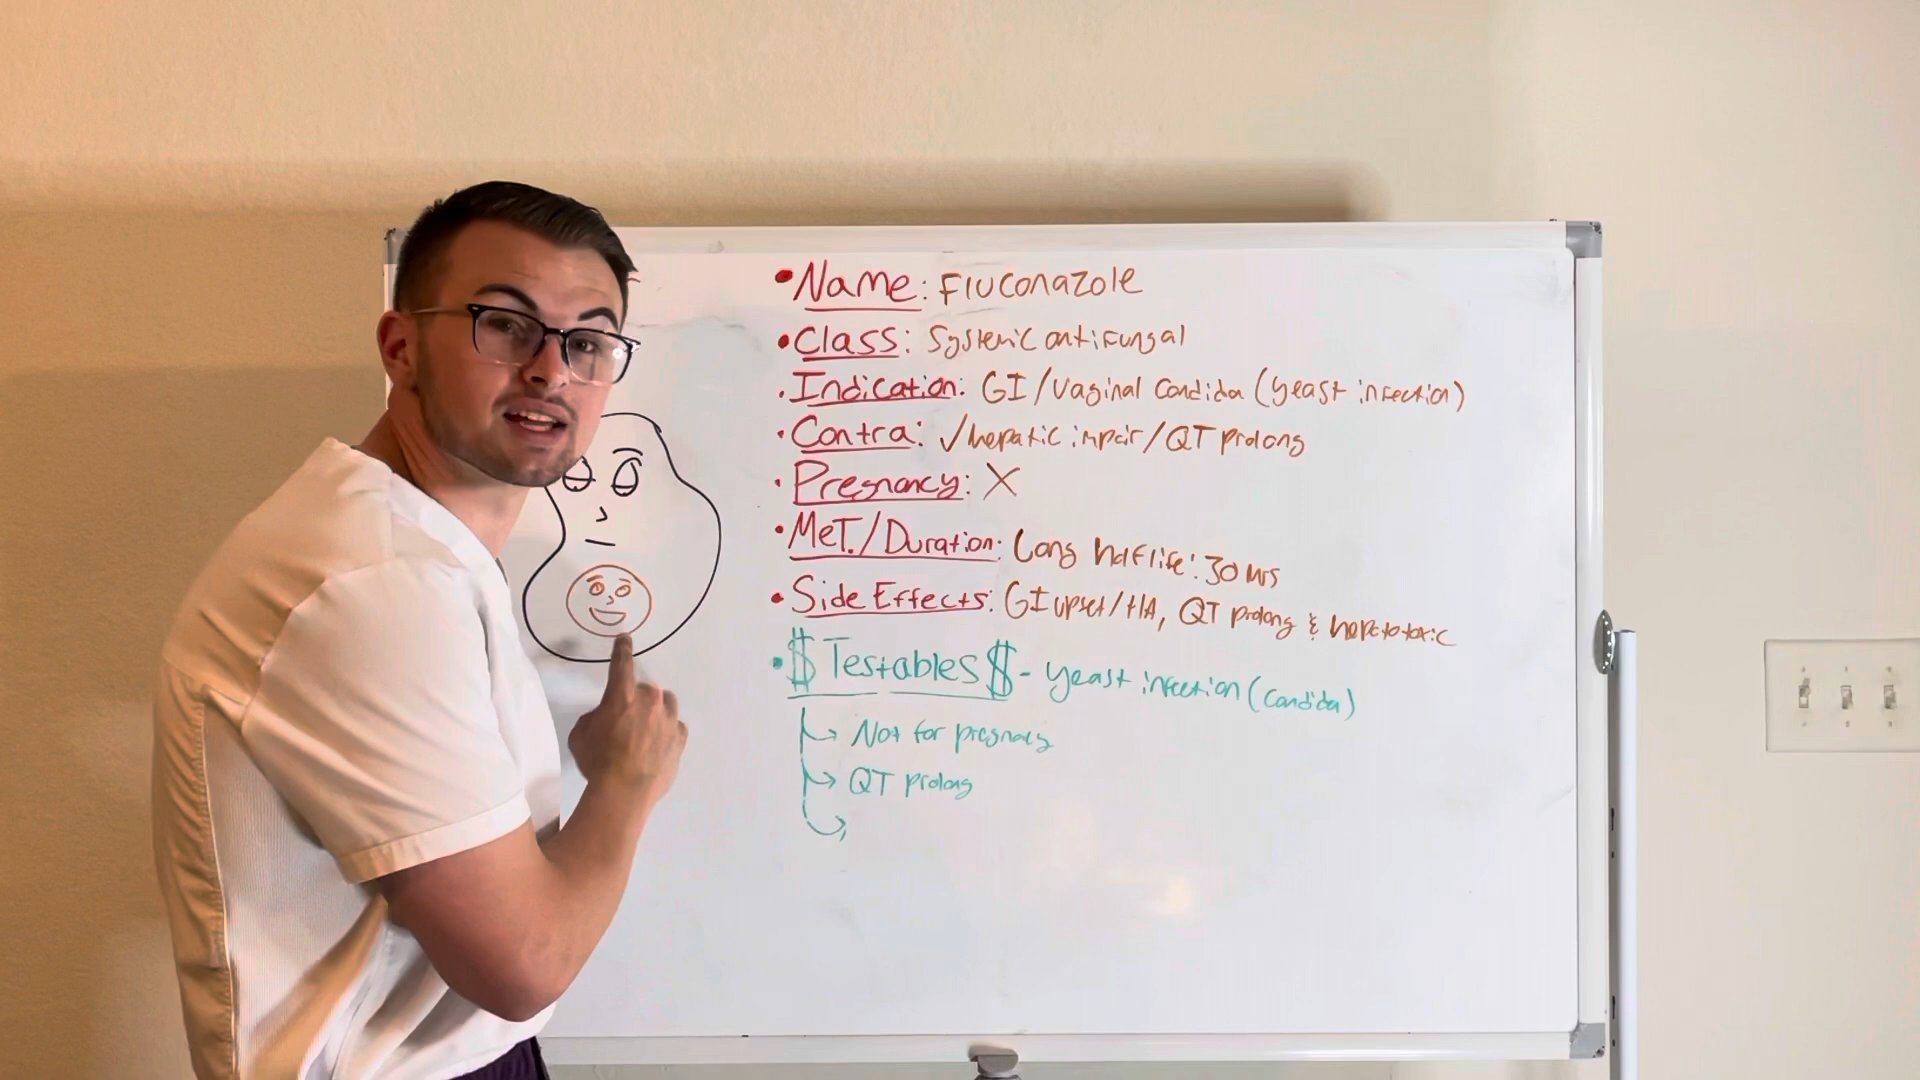 • Name: Fluconazole
• Class: Systemic antifungal
• Indication: GI/Vaginal Candida (yeast infection)
• Contra: √hepatic impair/QT prolong
• Pregnancy: X
• Met./Duration: Long half life: 30 hrs
• Side Effects: GI upset/HA, QT prolong & hepatotoxic
• $ Testables $ - yeast infection (candida)
→ Not for pregnancy
→ QT prolong